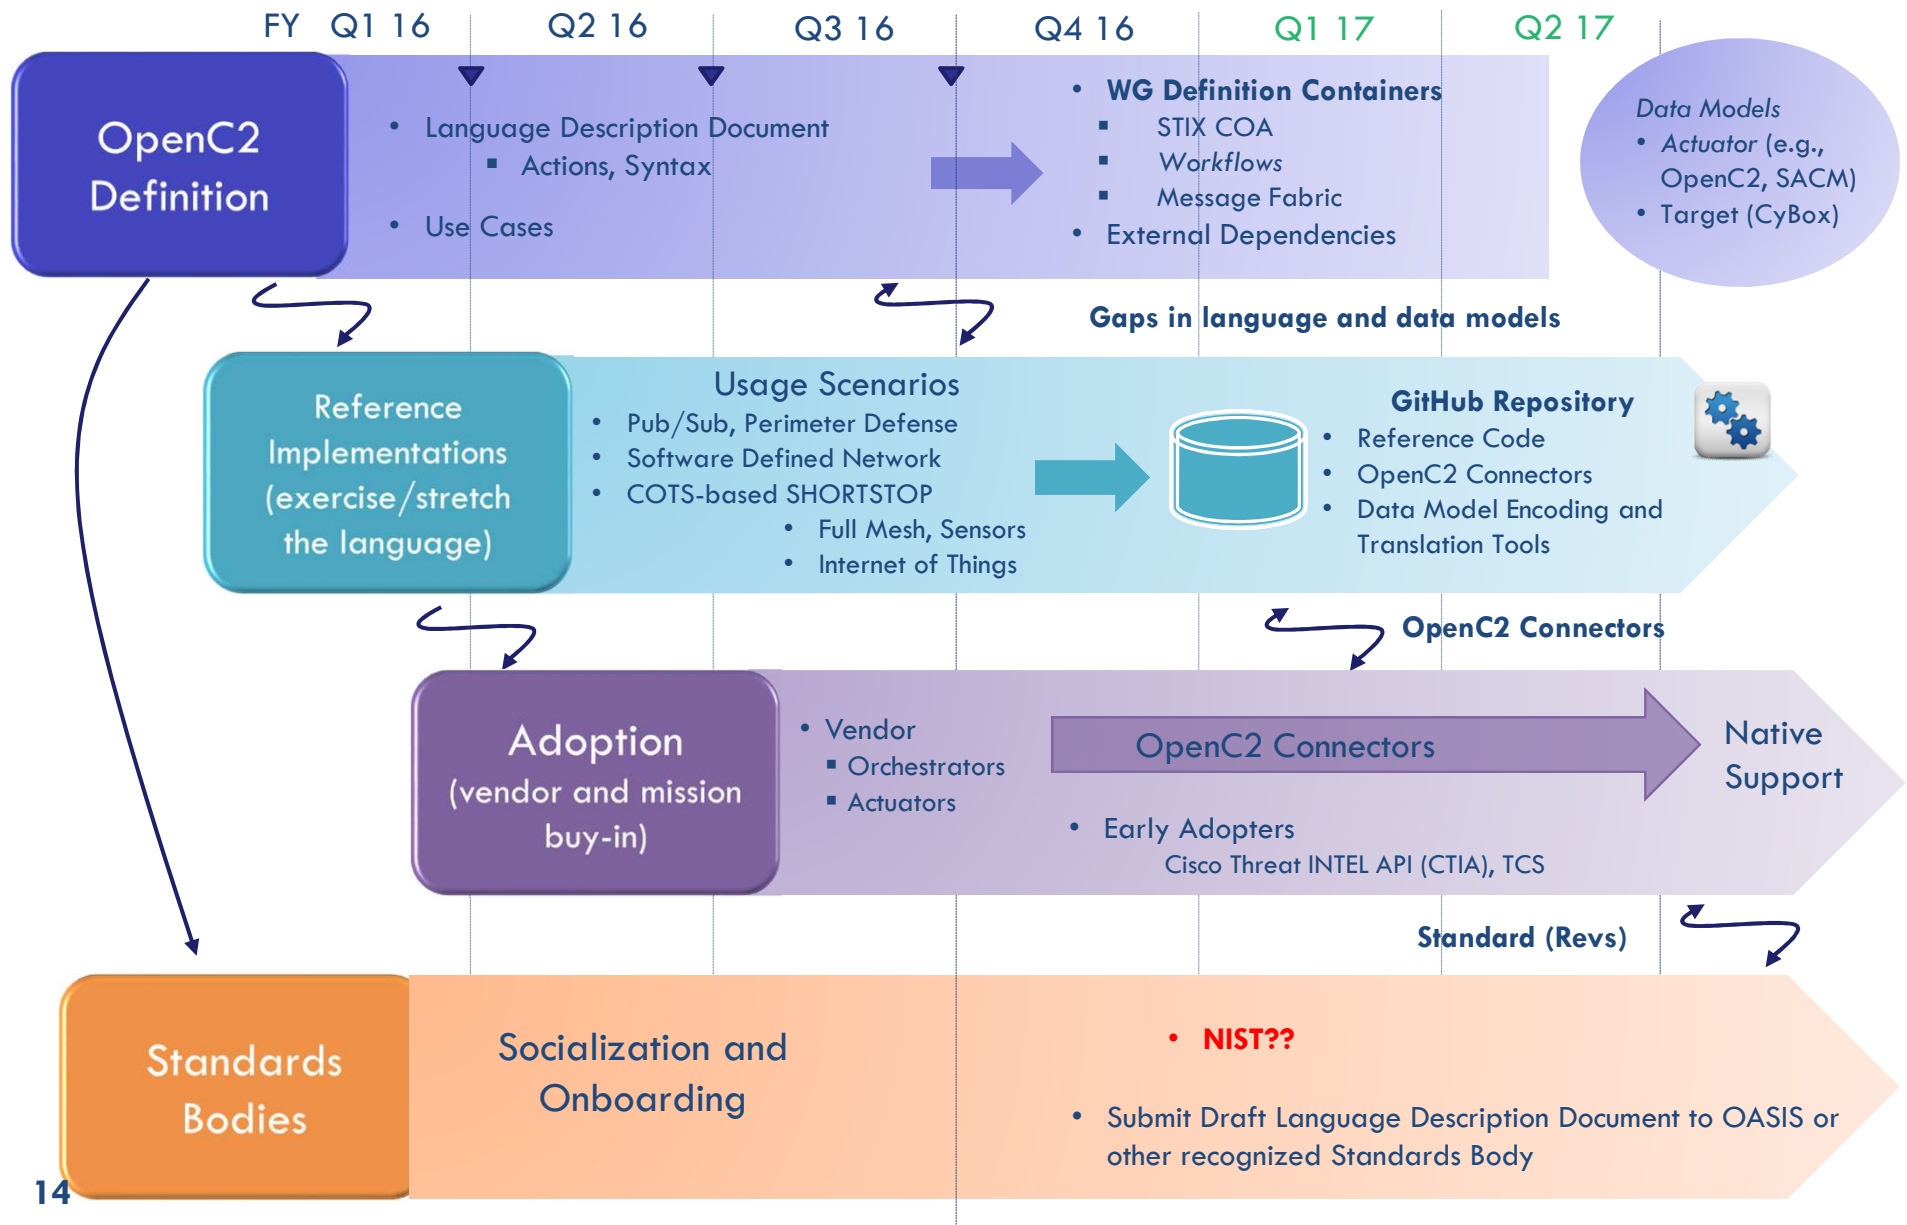 FY Q1 16 Q2 16 Q3 16 Q4 16 Q1 17 Q2 17
OpenC2
Definition
• Language Description Document
▪ Actions, Syntax
• Use Cases
• WG Definition Containers
▪ STIX COA
▪ Workflows
▪ Message Fabric
• External Dependencies
Data Models
• Actuator (e.g.,
OpenC2, SACM)
• Target (CyBox)
Gaps in language and data models
Reference
Implementations
(exercise/stretch
the language)
Usage Scenarios
• Pub/Sub, Perimeter Defense
• Software Defined Network
• COTS-based SHORTSTOP
• Full Mesh, Sensors
• Internet of Things
GitHub Repository
• Reference Code
• OpenC2 Connectors
• Data Model Encoding and
Translation Tools
OpenC2 Connectors
Adoption
(vendor and mission
buy-in)
• Vendor
▪ Orchestrators
▪ Actuators
OpenC2 Connectors
• Early Adopters
Cisco Threat INTEL API (CTIA), TCS
Native
Support
Standard (Revs)
Standards
Bodies
Socialization and
Onboarding
• NIST??
• Submit Draft Language Description Document to OASIS or
other recognized Standards Body
14